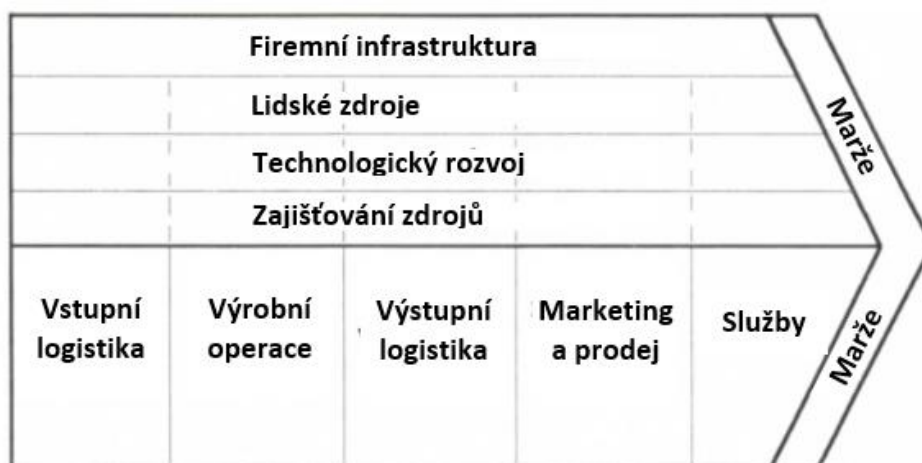 Firemní infrastruktura
Lidské zdroje
Technologický rozvoj
Zajišťování zdrojů
Marže
Vstupní
logistika
Výrobní
operace
Výstupní
logistika
Marketing
a prodej
Služby
Marže